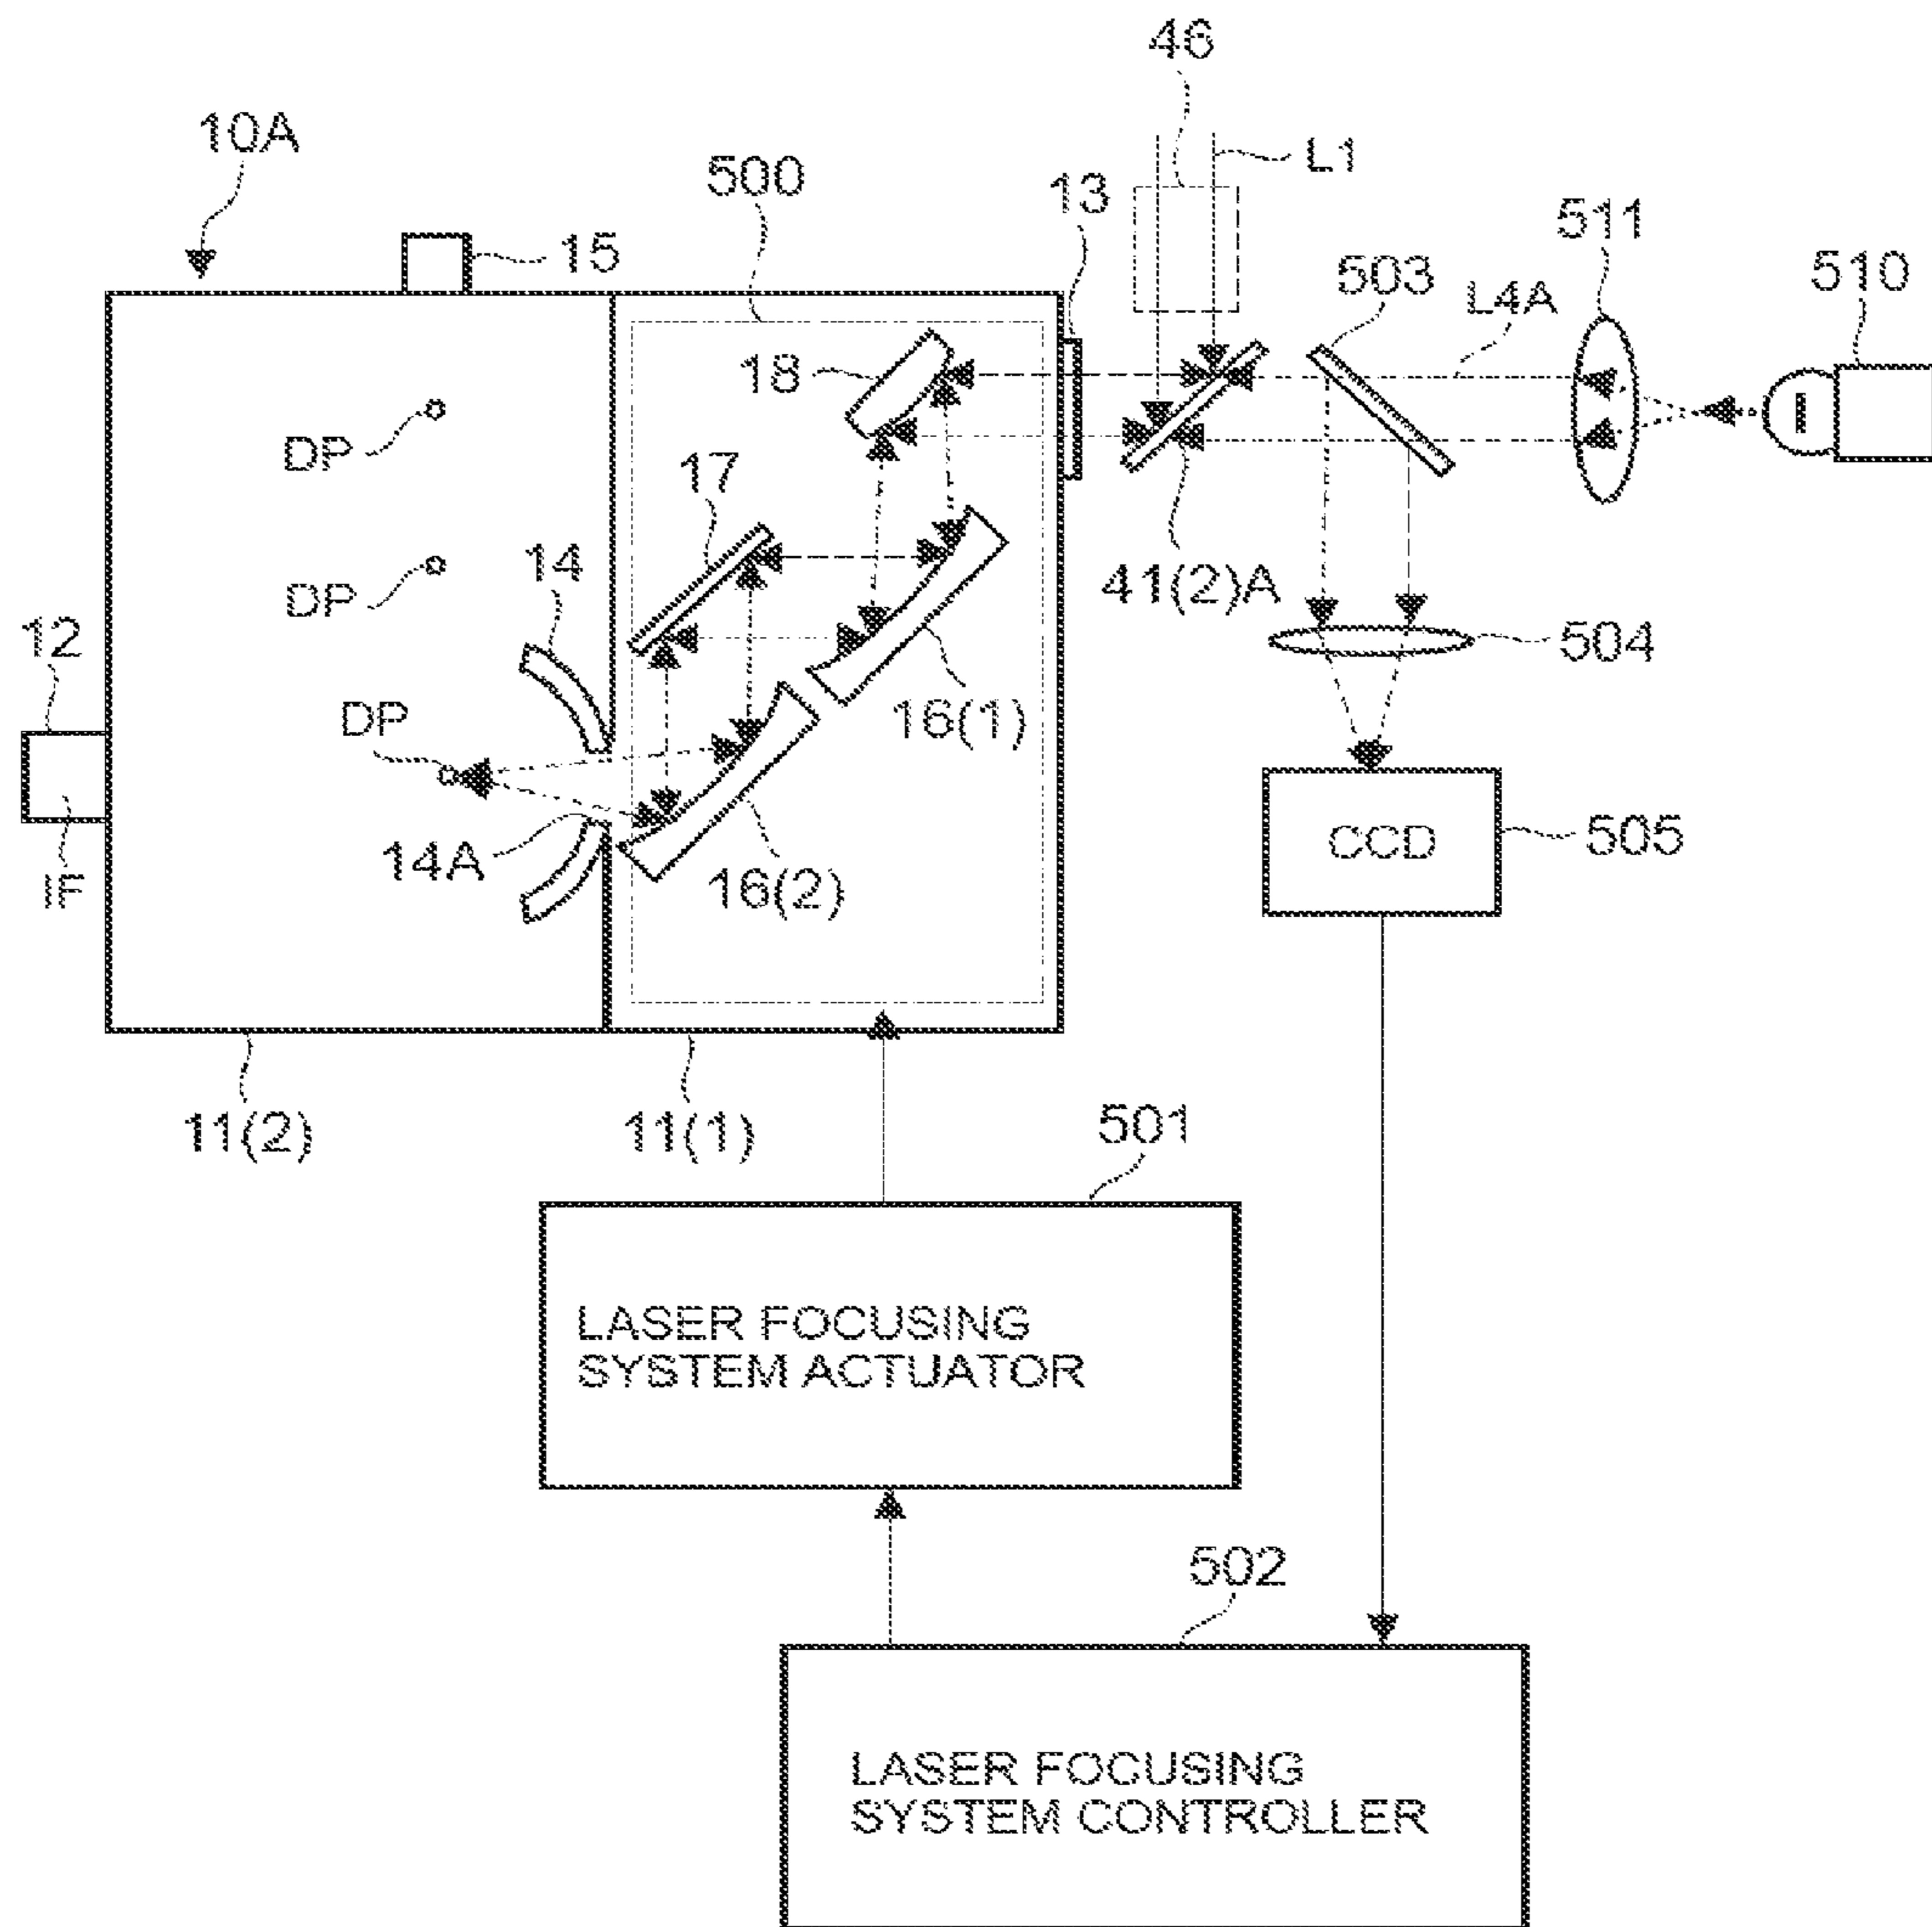 46
10A
L1
500
13
15
511
503
510
L4A
18
DP
17
14
DP
41(2)A
12
504
DP
16(1)
CCD
505
14A
IF
16(2)
11(2)
11(1)
501
LASER FOCUSING
SYSTEM ACTUATOR
502
LASER FOCUSING
SYSTEM CONTROLLER